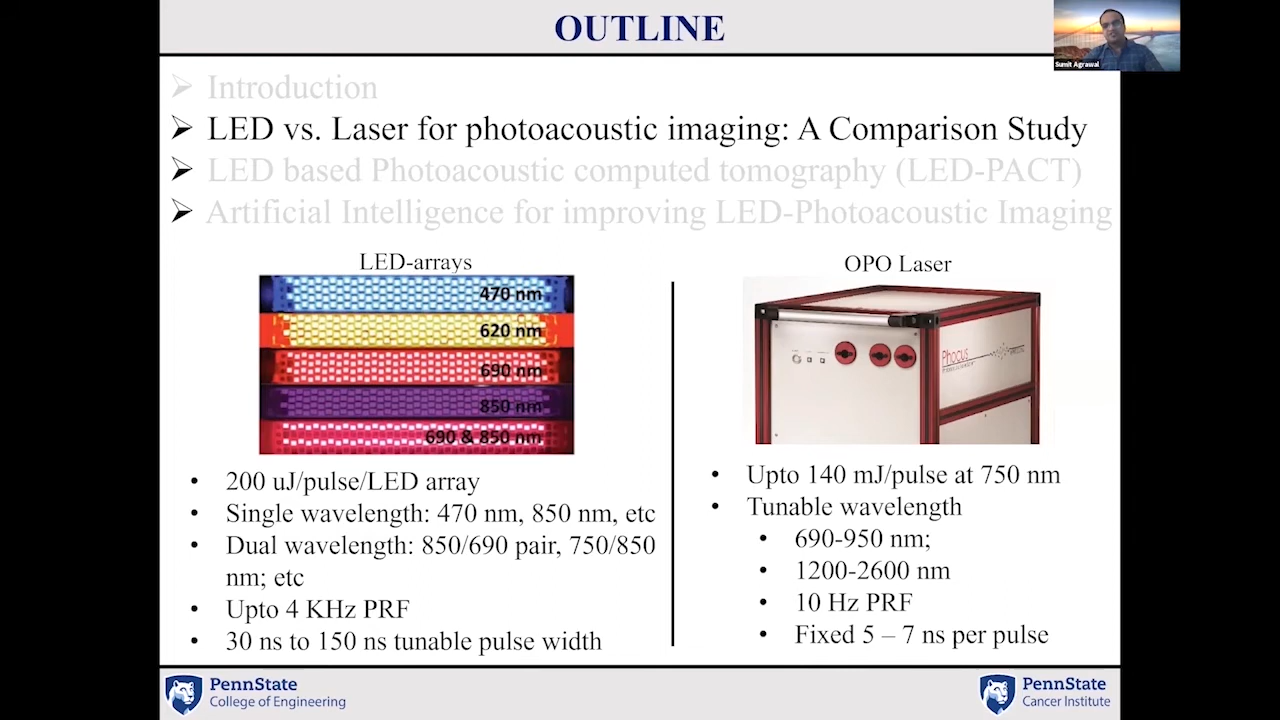 OUTLINE
Sumit Agrawal
Introduction
LED vs. Laser for photoacoustic imaging: A Comparison Study
LED based Photoacoustic computed tomography (LED-PACT)
Artificial Intelligence for improving LED-Photoacoustic Imaging
LED-arrays
470 nm
620 nm
690 nm
850 nm
690 & 850 nm
• 200 uJ/pulse/LED array
• Single wavelength: 470 nm, 850 nm, etc
• Dual wavelength: 850/690 pair, 750/850
nm; etc
• Upto 4 KHz PRF
• 30 ns to 150 ns tunable pulse width
OPO Laser
Phocus
• Upto 140 mJ/pulse at 750 nm
• Tunable wavelength
• 690-950 nm;
• 1200-2600 nm
• 10 Hz PRF
• Fixed 5 – 7 ns per pulse
PennState
College of Engineering
PennState
Cancer Institute